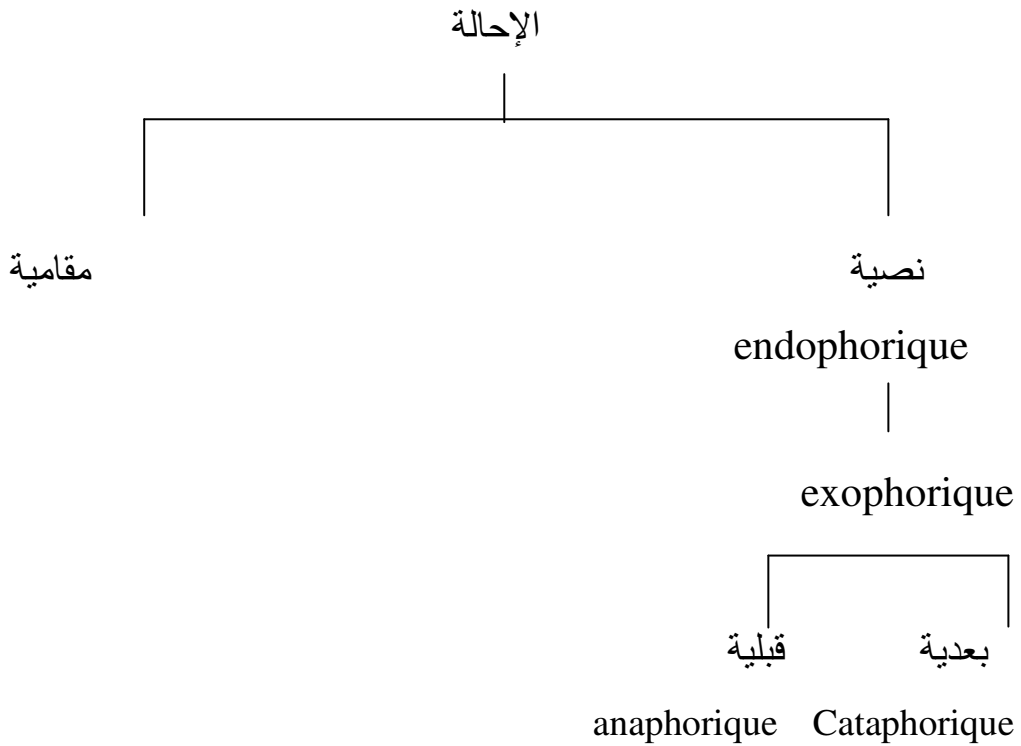 الإحالة
نصية
مقامية
endophorique
exophorique
بعدية
قبلية
anaphorique
Cataphorique